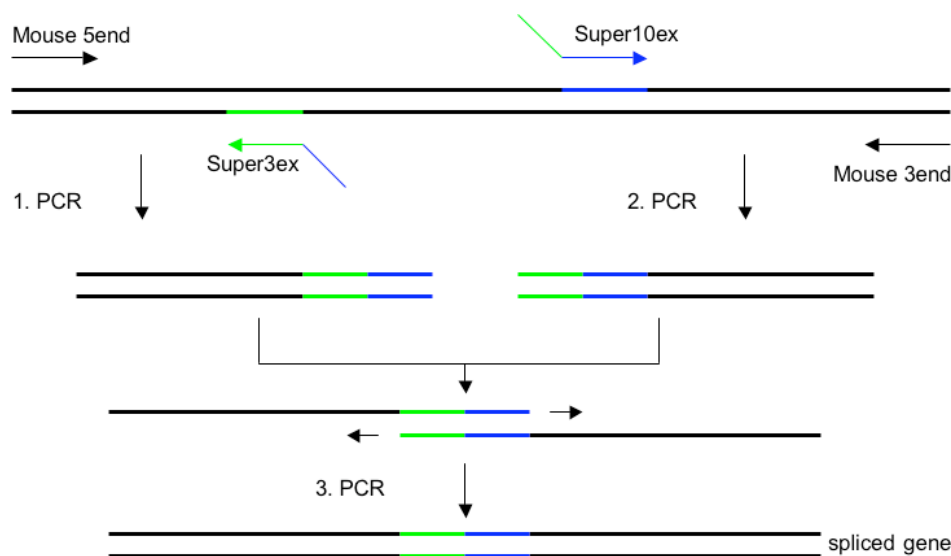 Mouse 5end
Super10ex
Super3ex
Mouse 3end
1. PCR
2. PCR
3. PCR
spliced gene